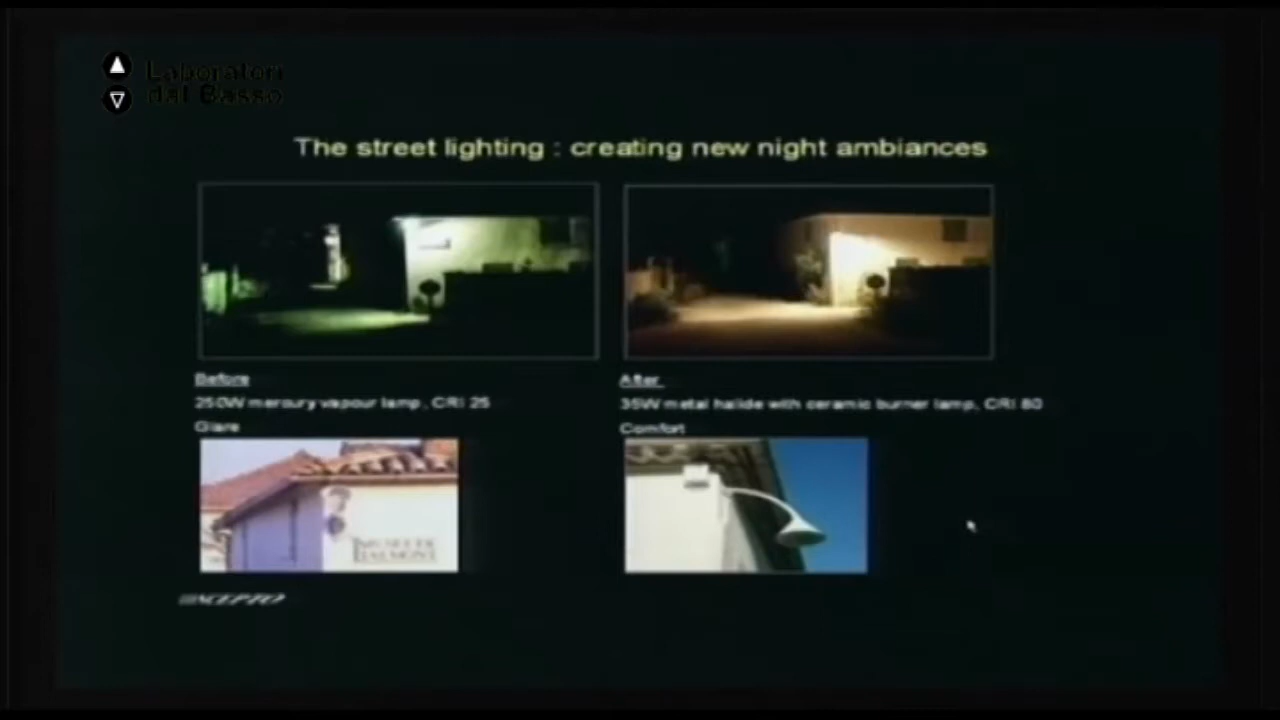 Laboratori
dal Basso
The street lighting : creating new night ambiances
Before
250W mercury vapour lamp, CRI 25
Glare
After
35W metal halide with ceramic burner lamp, CRI 80
Comfort